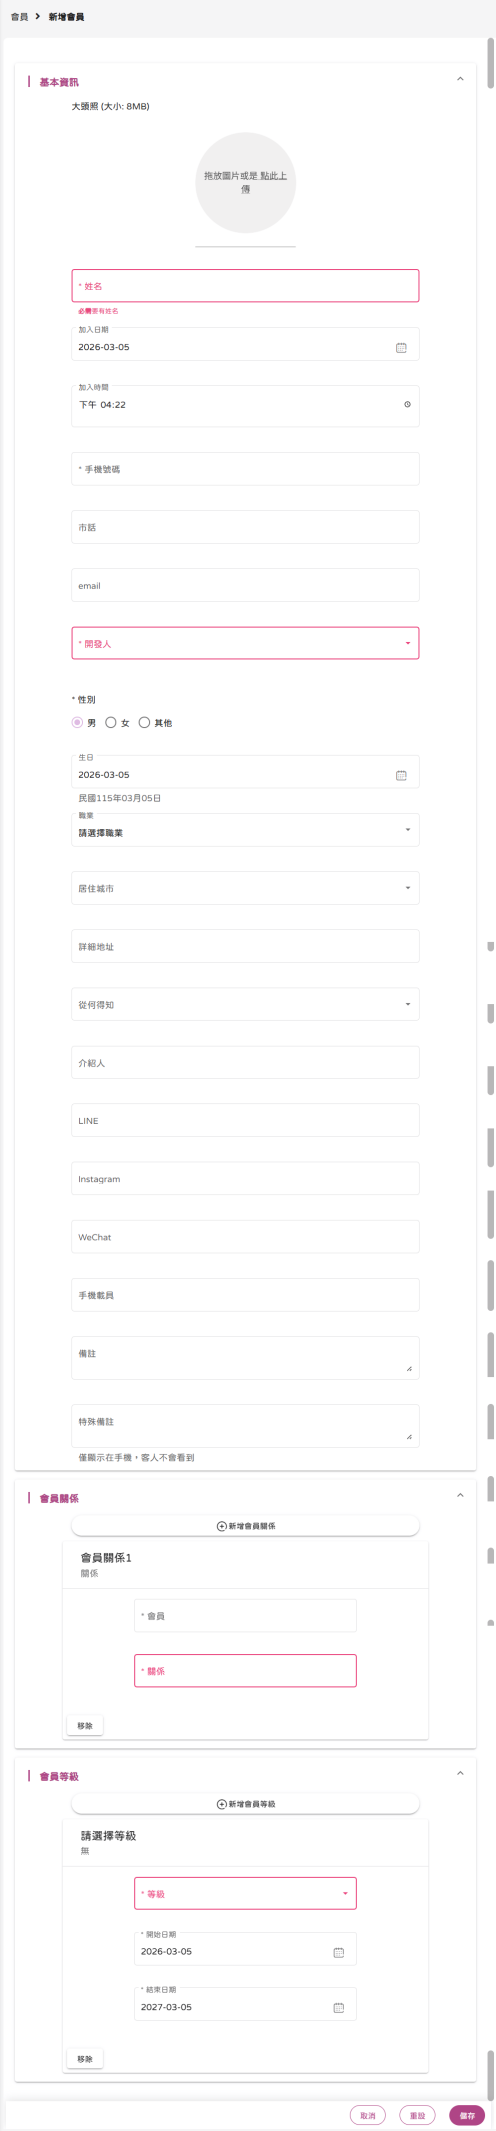 會員 > 新增會員
基本資訊
大頭照 (大小: 8MB)
拖放圖片或是 點此上
傳
* 姓名
必需要有姓名
加入日期
2026-03-05
加入時間
下午 04:22
* 手機號碼
市話
email
* 開發人
* 性別
男 女 其他
生日
2026-03-05
民國115年03月05日
職業
請選擇職業
居住城市
詳細地址
從何得知
介紹人
LINE
Instagram
WeChat
手機載具
備註
特殊備註
僅顯示在手機，客人不會看到
會員關係
新增會員關係
會員關係1
關係
* 會員
* 關係
移除
會員等級
新增會員等級
請選擇等級
無
* 等級
* 開始日期
2026-03-05
* 結束日期
2027-03-05
移除
取消 重設 儲存